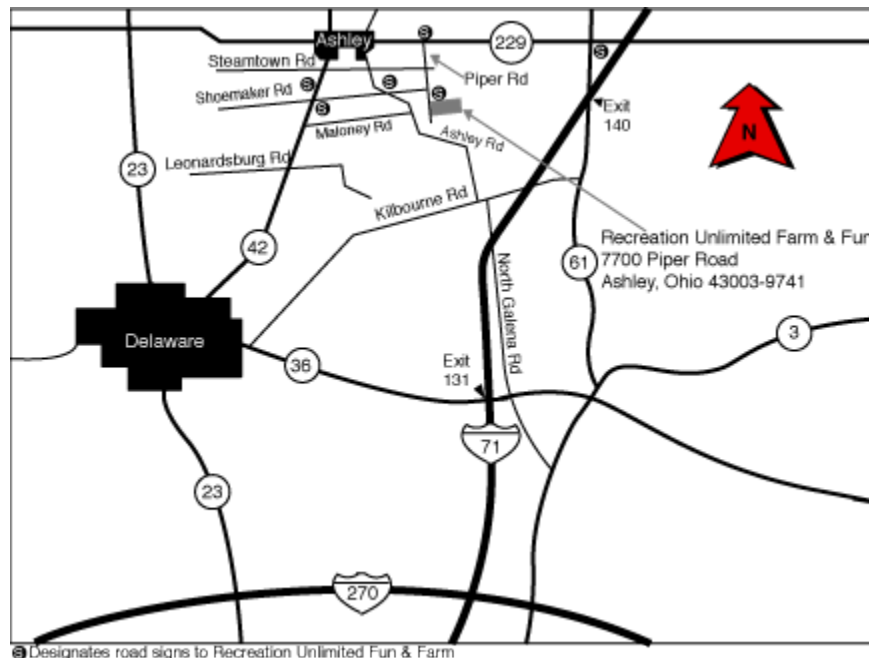 Ashley
229
Steamtown Rd
S
S
Piper Rd
S
S
S
Shoemaker Rd
S
S
Exit
140
N
Maloney Rd
Ashley Rd
23
Leonardsburg Rd
Kilbourne Rd
42
Recreation Unlimited Farm & Fun
7700 Piper Road
Ashley, Ohio 43003-9741
61
North Galena Rd
3
Delaware
36
Exit
131
71
23
270
S Designates road signs to Recreation Unlimited Fun & Farm